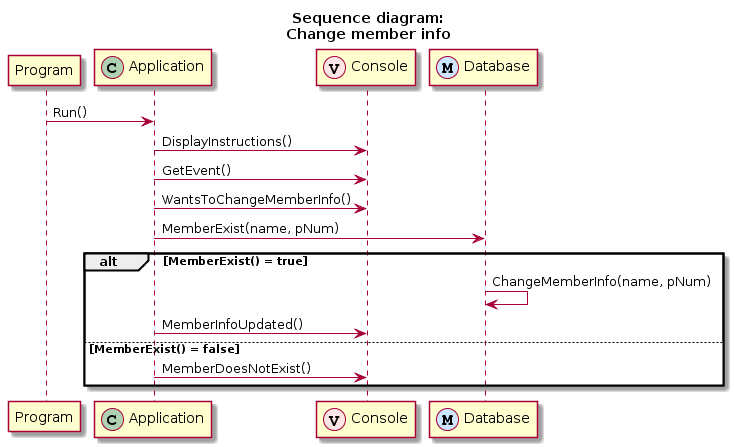 Sequence diagram:
Change member info
Program
C Application
V Console
M Database
Run()
DisplayInstructions()
GetEvent()
WantsToChangeMemberInfo()
MemberExist(name, pNum)
alt [MemberExist() = true]
ChangeMemberInfo(name, pNum)
MemberInfoUpdated()
[MemberExist() = false]
MemberDoesNotExist()
Program
C Application
V Console
M Database